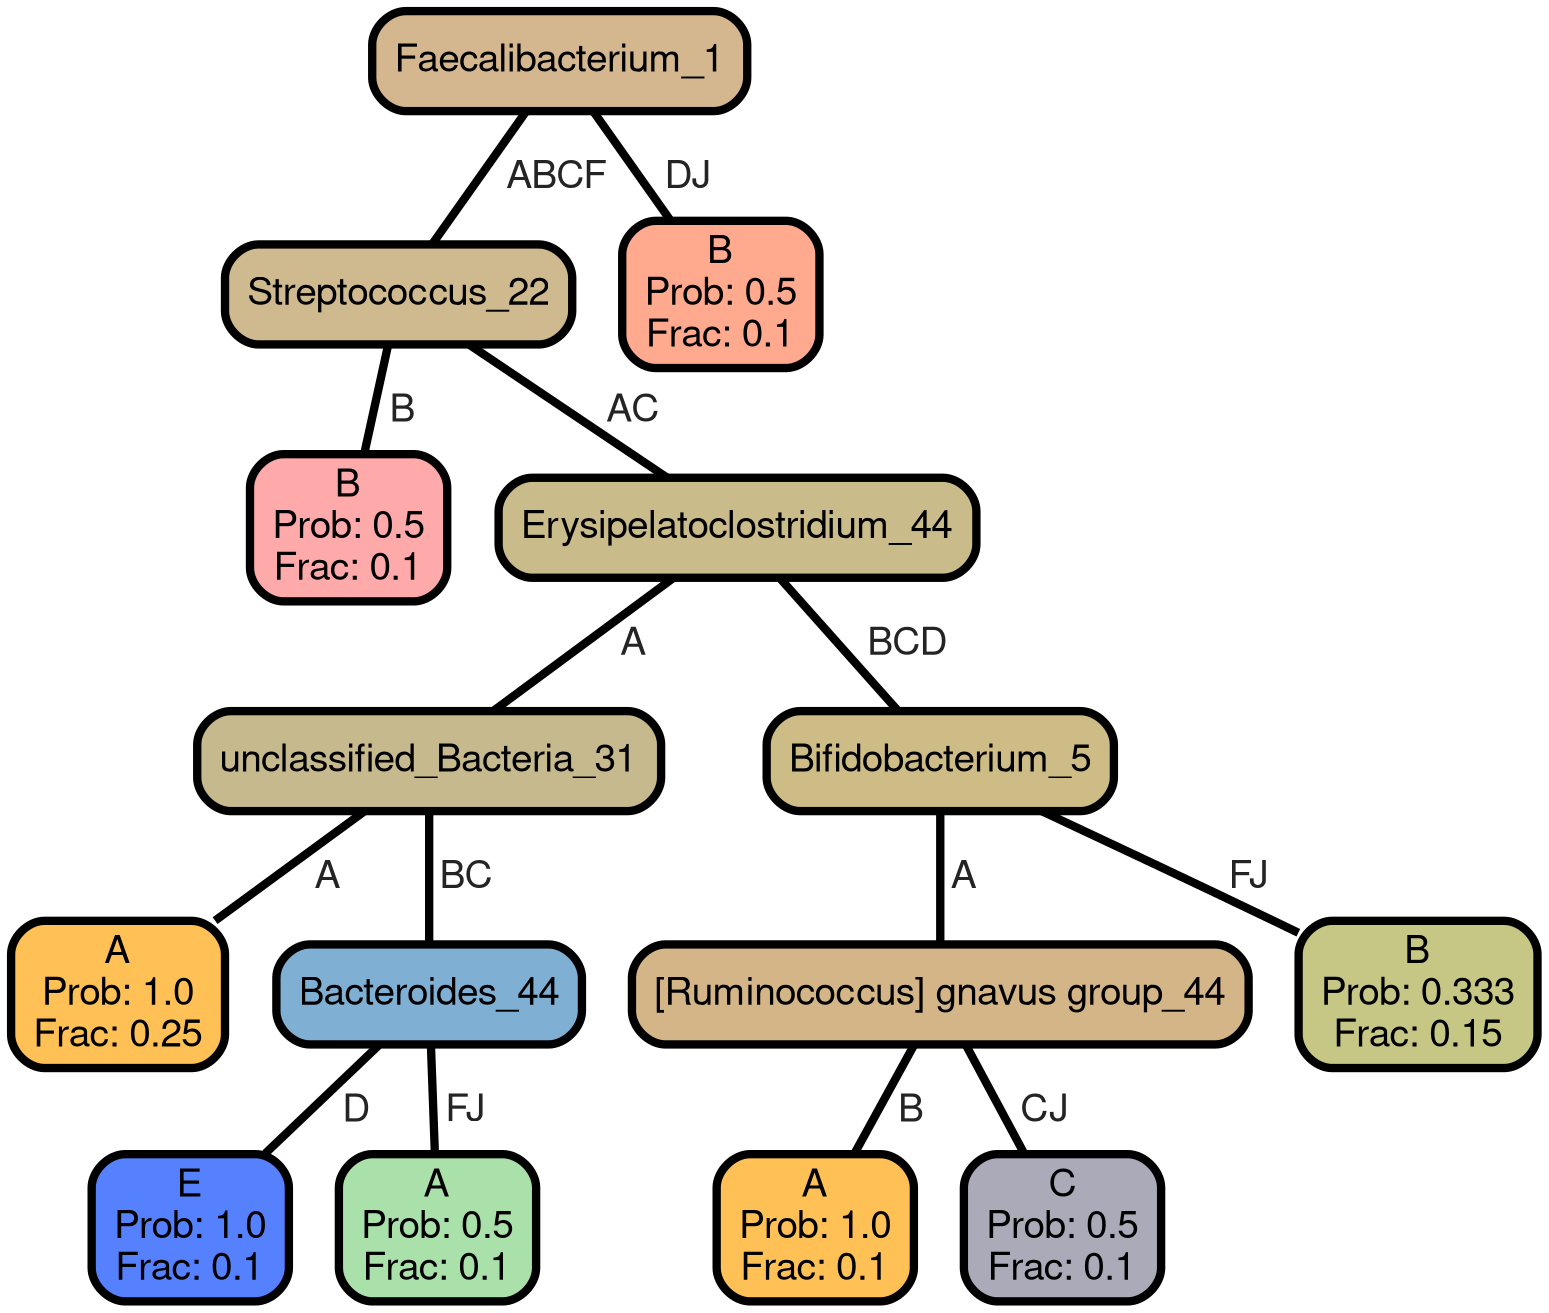 Faecalibacterium_1
ABCF
DJ
Streptococcus_22
B
Prob: 0.5
Frac: 0.1
B
AC
B
Prob: 0.5
Frac: 0.1
Erysipelatoclostridium_44
A
BCD
unclassified_Bacteria_31
Bifidobacterium_5
A
BC
A
FJ
A
Prob: 1.0
Frac: 0.25
Bacteroides_44
[Ruminococcus] gnavus group_44
B
Prob: 0.333
Frac: 0.15
D
FJ
B
CJ
E
Prob: 1.0
Frac: 0.1
A
Prob: 0.5
Frac: 0.1
A
Prob: 1.0
Frac: 0.1
C
Prob: 0.5
Frac: 0.1